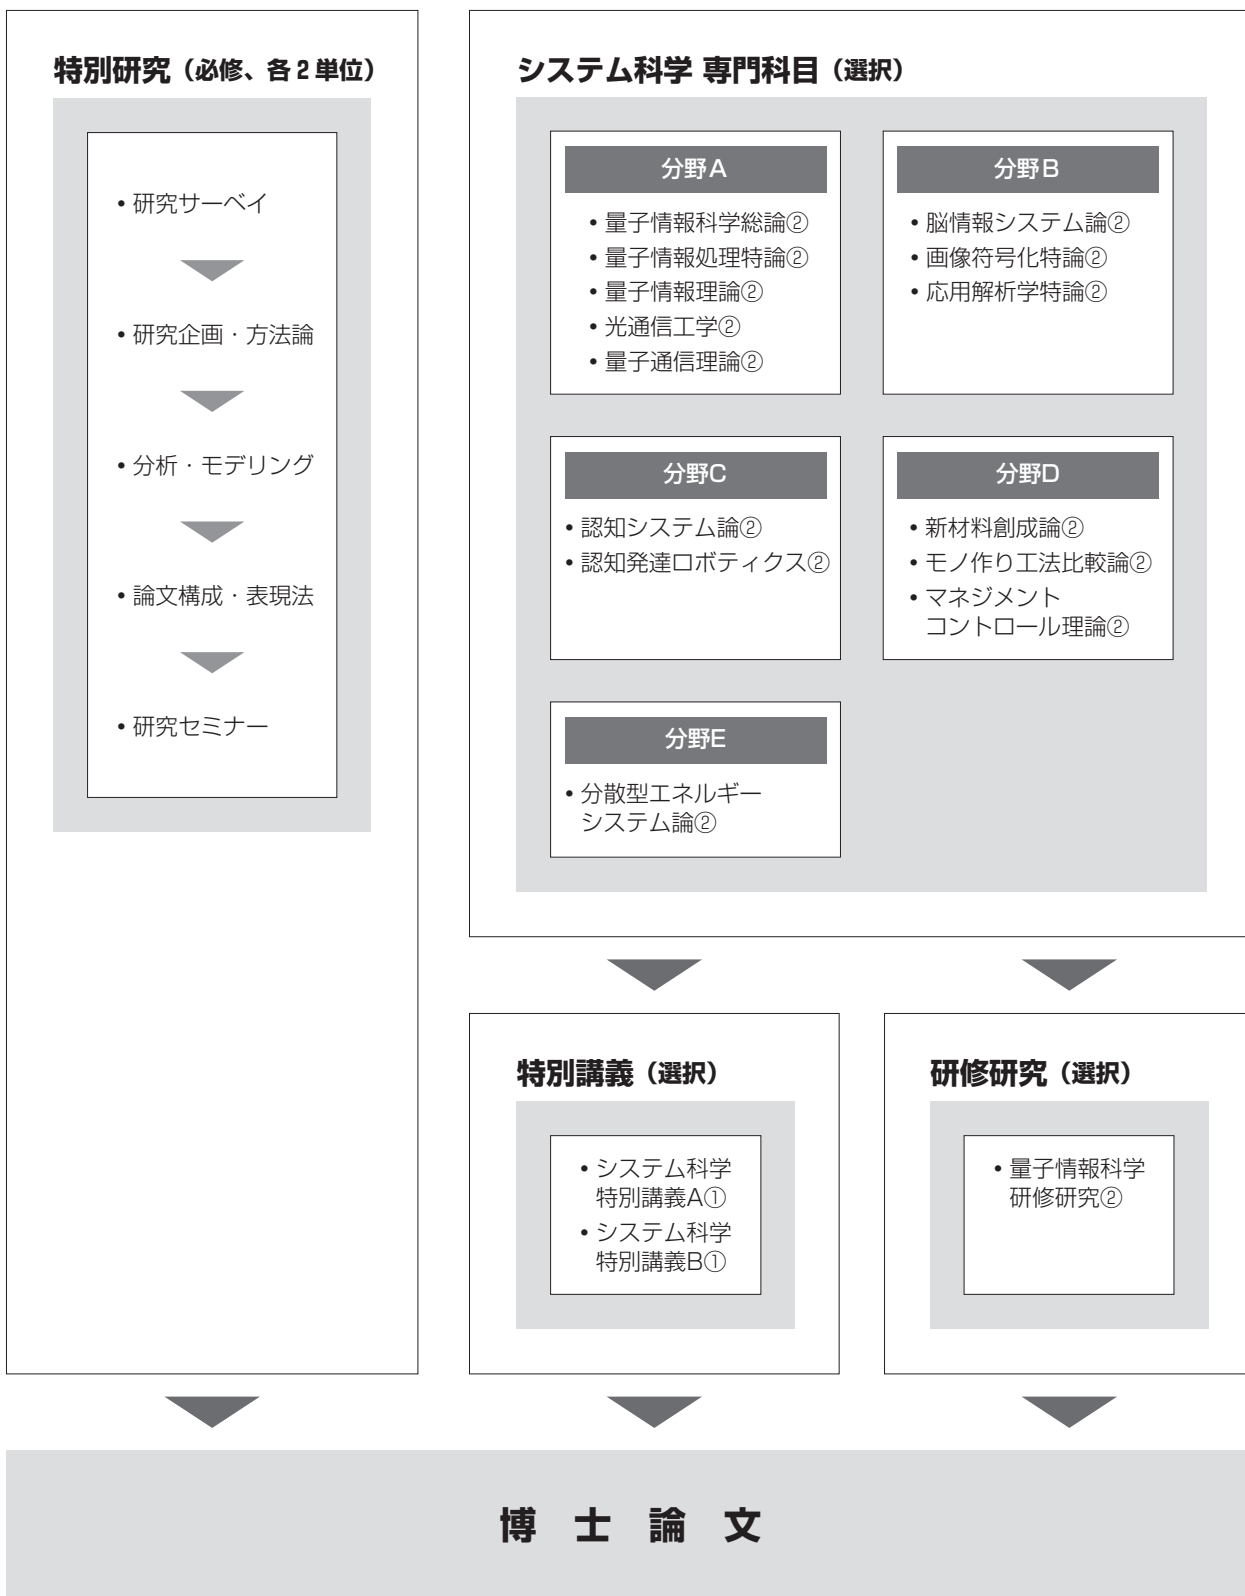 特別研究（必修、各2単位）
• 研究サーベイ
• 研究企画・方法論
• 分析・モデリング
• 論文構成・表現法
• 研究セミナー
システム科学 専門科目（選択）
分野A
• 量子情報科学総論②
• 量子情報処理特論②
• 量子情報理論②
• 光通信工学②
• 量子通信理論②
分野B
• 脳情報システム論②
• 画像符号化特論②
• 応用解析学特論②
分野C
• 認知システム論②
• 認知発達ロボティクス②
分野D
• 新材料創成論②
• モノ作り工法比較論②
• マネジメント
コントロール理論②
分野E
• 分散型エネルギー
システム論②
特別講義（選択）
• システム科学
特別講義A①
• システム科学
特別講義B①
研修研究（選択）
• 量子情報科学
研修研究②
博士論文